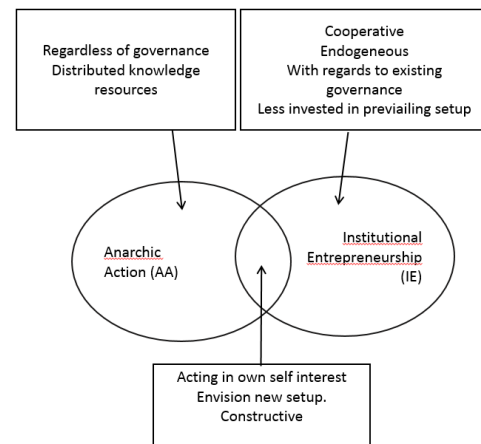 Regardless of governance
Distributed knowledge
resources
Cooperative
Endogeneous
With regards to existing
governance
Less invested in previailing setup
Anarchic
Action (AA)
Institutional
Entrepreneurship
(IE)
Acting in own self interest
Envision new setup.
Constructive